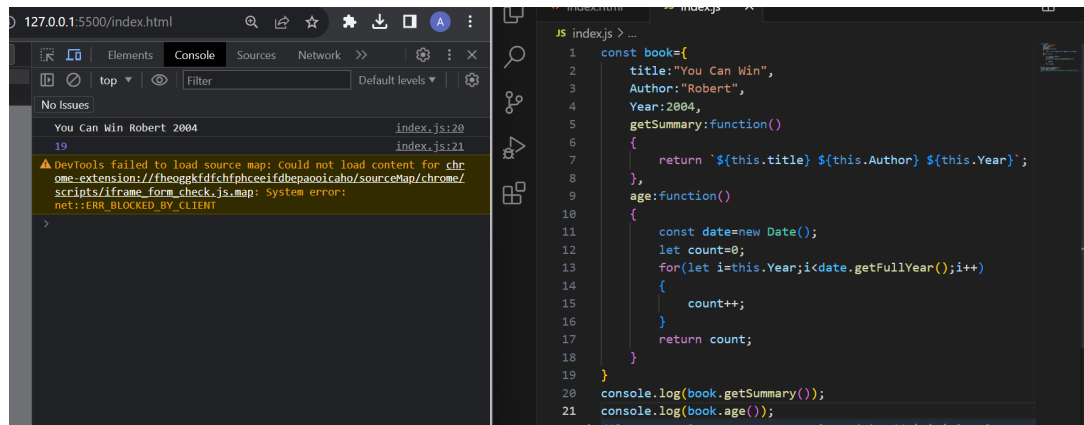 127.0.0.1:5500/index.html
A
Elements Console Sources Network
top Filter Default levels
No Issues
You Can Win Robert 2004 index.js:20
19 index.js:21
DevTools failed to load source map: Could not load content for chr
ome-extension://fheoggkfdfchfphceeifdbepaooicaho/sourceMap/chrome/
scripts/iframe_form_check.js.map: System error:
net::ERR_BLOCKED_BY_CLIENT
index.html JS index.js
JS index.js > ...
1 const book={
2 title:"You Can Win",
3 Author:"Robert",
4 Year:2004,
5 getSummary:function()
6 {
7 return `${this.title} ${this.Author} ${this.Year}`;
8 },
9 age:function()
10 {
11 const date=new Date();
12 let count=0;
13 for(let i=this.Year;i<date.getFullYear();i++)
14 {
15 count++;
16 }
17 return count;
18 }
19 }
20 console.log(book.getSummary());
21 console.log(book.age());